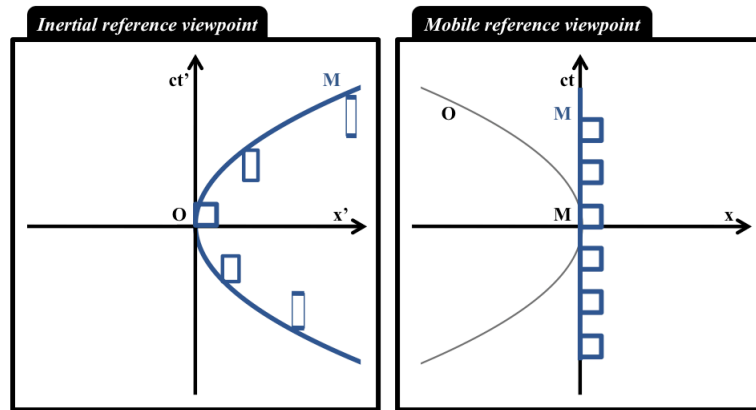 Inertial reference viewpoint
ct’
M
O
x’
Mobile reference viewpoint
ct
O
M
M
x